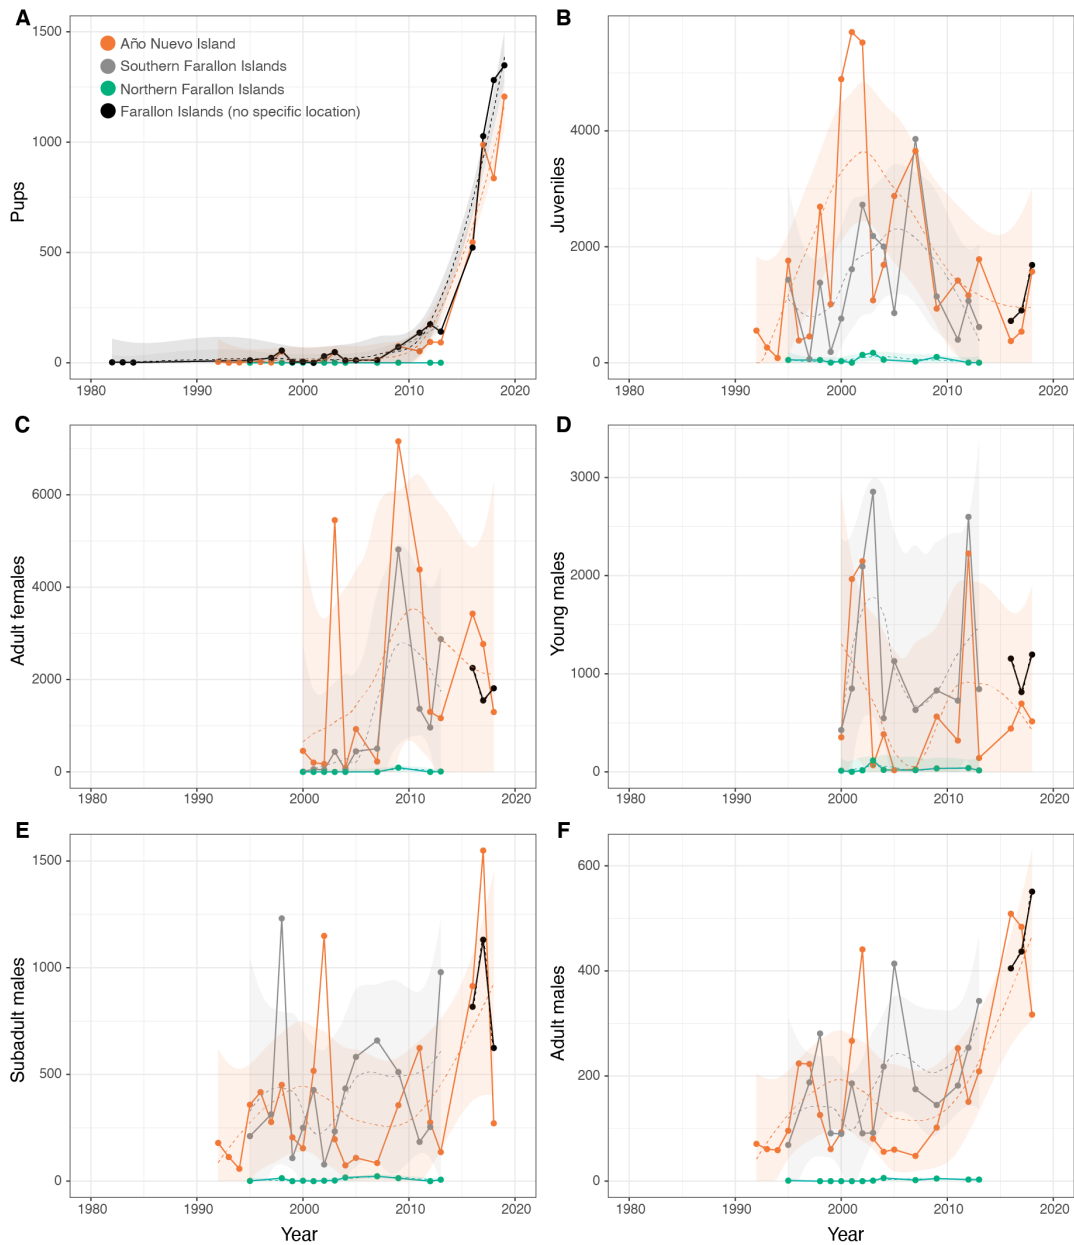 A
Pups
1500
1000
500
0
Año Nuevo Island
Southern Farallon Islands
Northern Farallon Islands
Farallon Islands (no specific location)
1980 1990 2000 2010 2020
B
Juveniles
4000
2000
0
1980 1990 2000 2010 2020
C
Adult females
6000
4000
2000
0
1980 1990 2000 2010 2020
D
Young males
3000
2000
1000
0
1980 1990 2000 2010 2020
E
Subadult males
1500
1000
500
0
1980 1990 2000 2010 2020
Year
F
Adult males
600
400
200
0
1980 1990 2000 2010 2020
Year